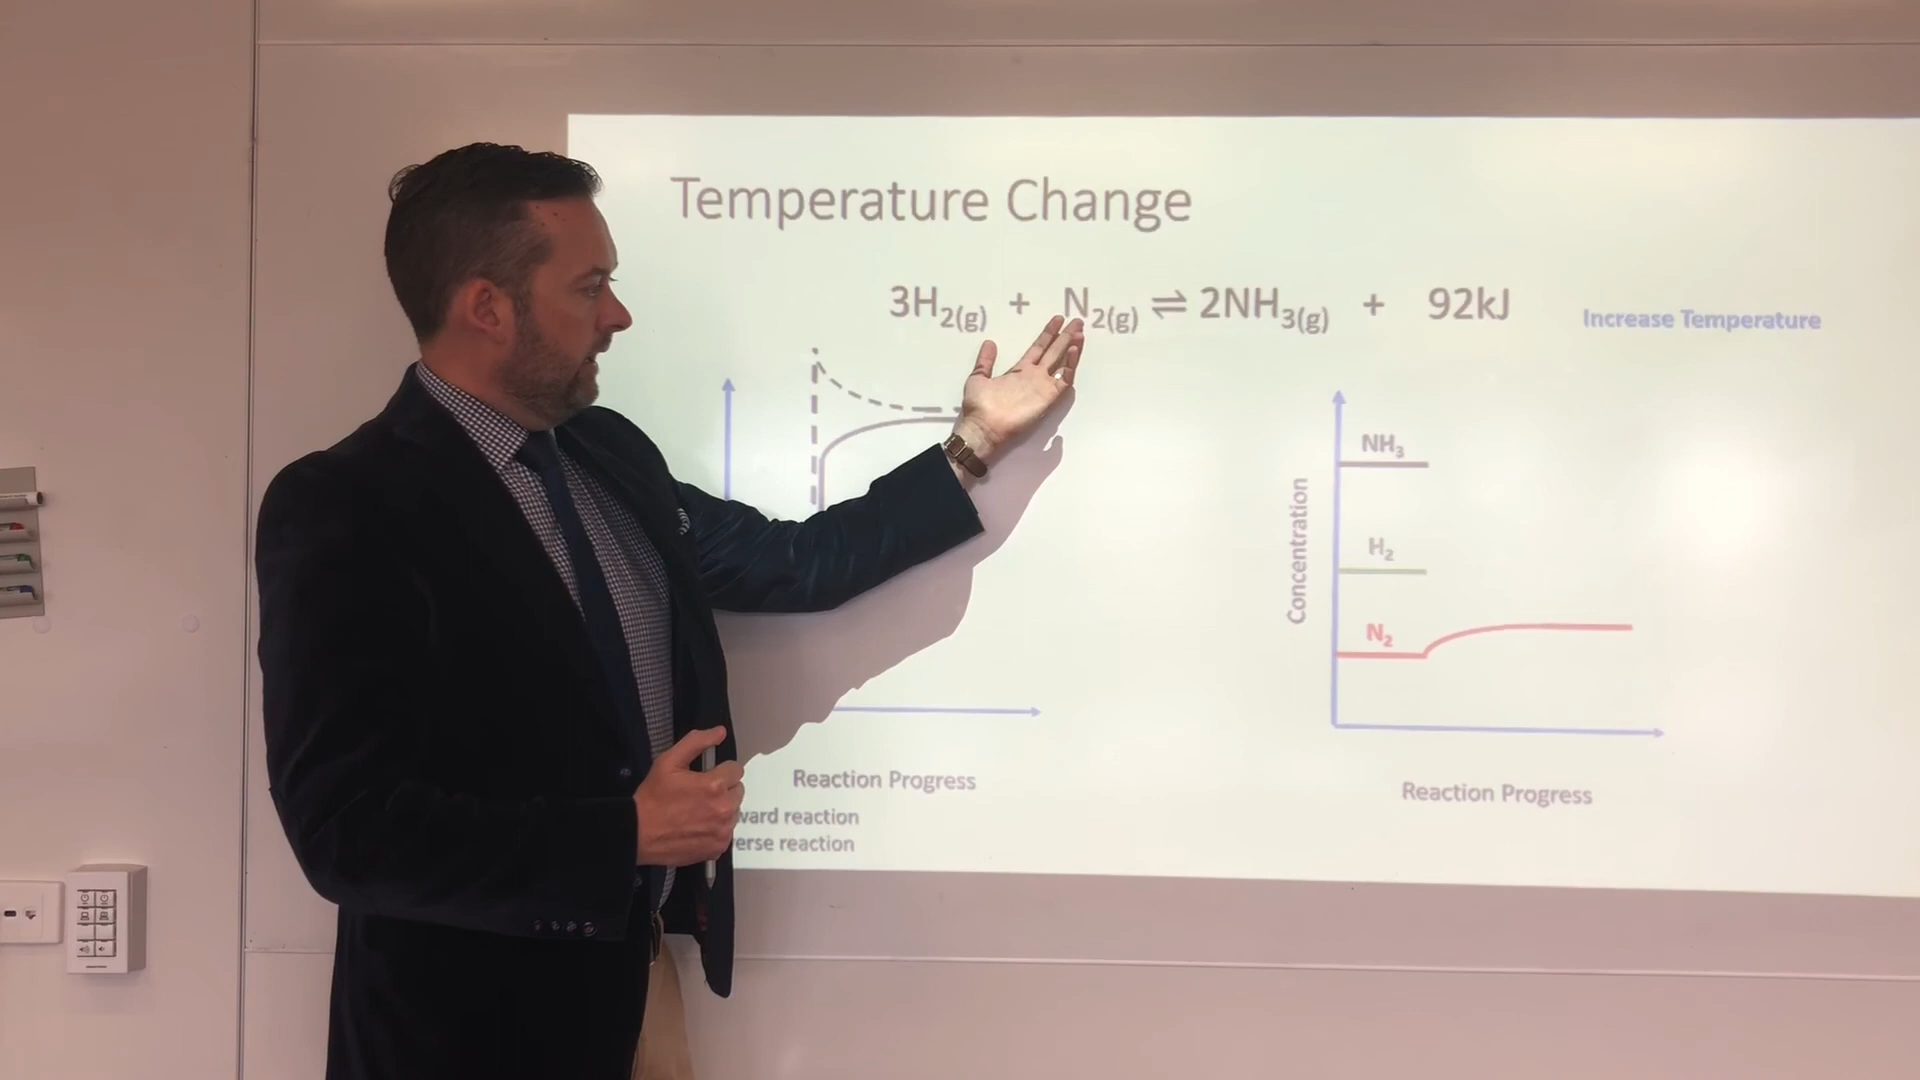 Temperature Change
3H2(g) + N2(g) ⇌ 2NH3(g) + 92kJ
Increase Temperature
NH3
H2
N2
Concentration
Reaction Progress
Reaction Progress
ward reaction
erse reaction